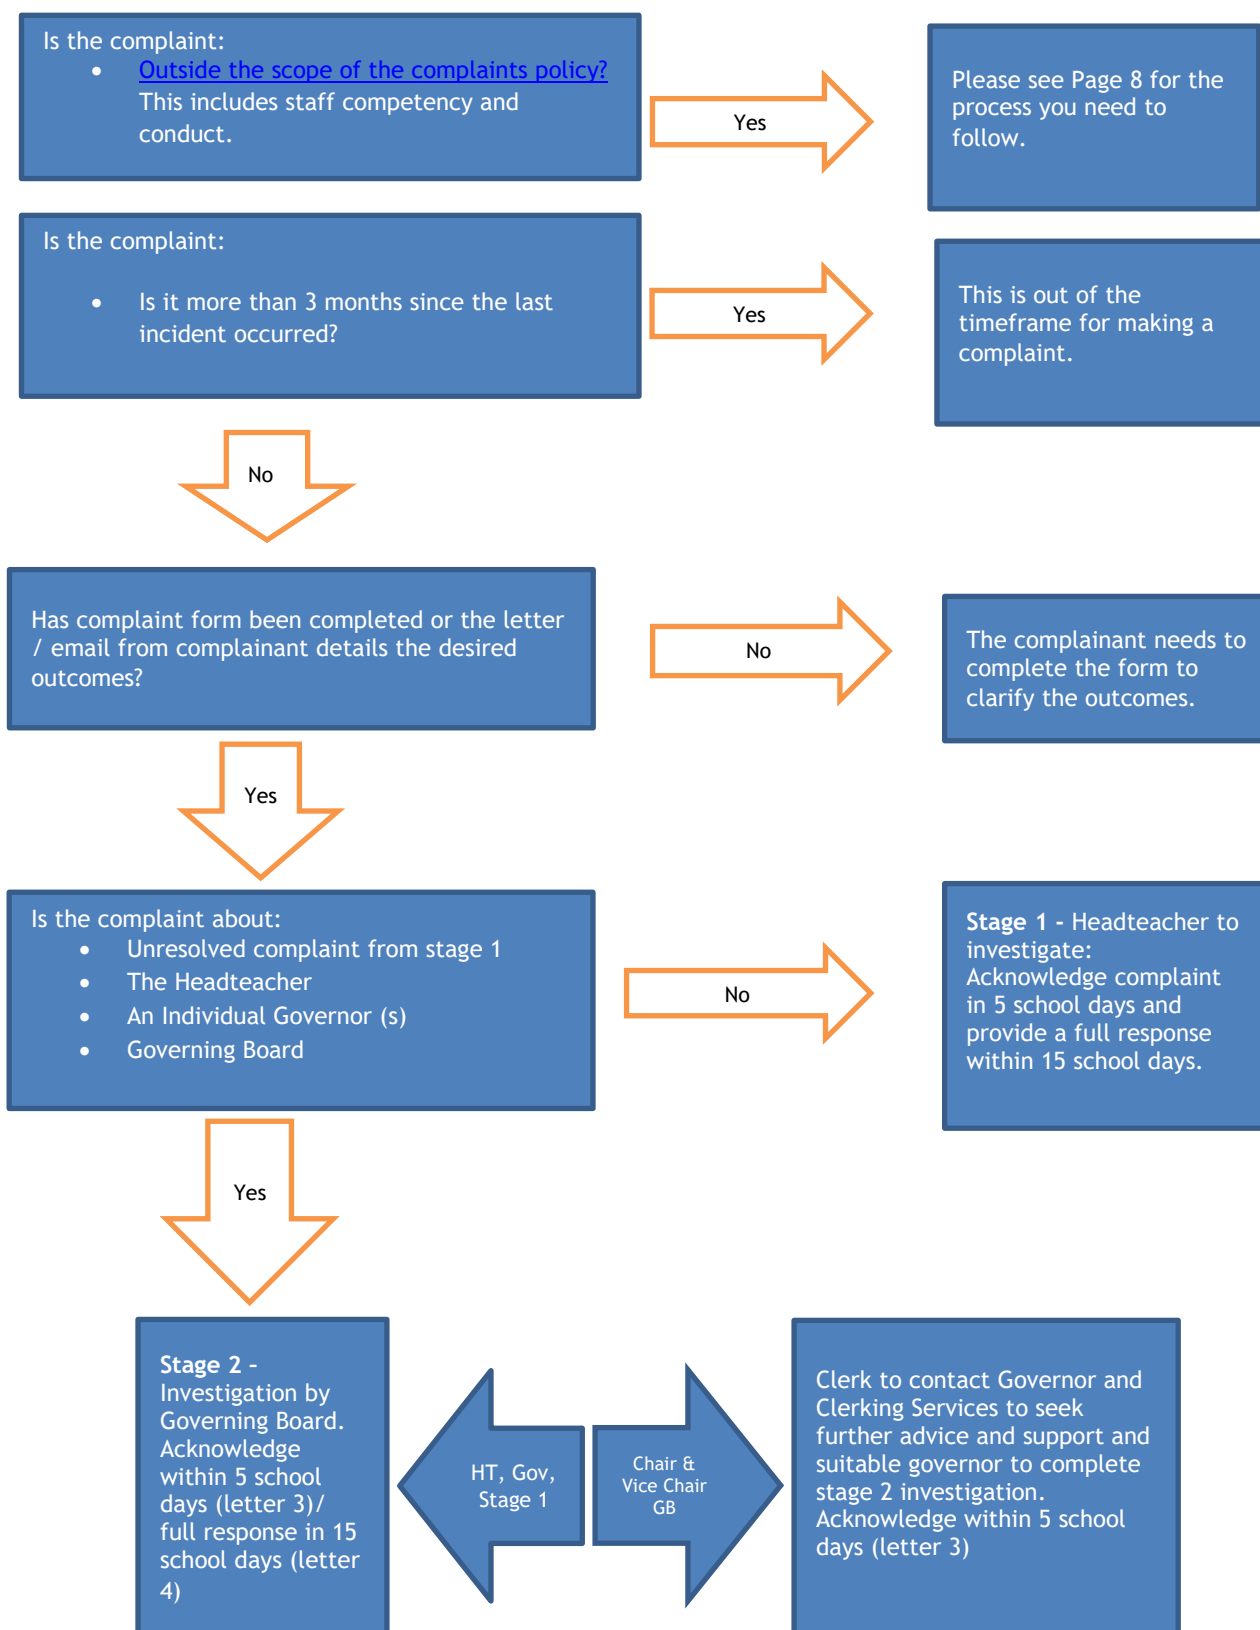 Is the complaint:
• Outside the scope of the complaints policy?
This includes staff competency and
conduct.
Yes
Please see Page 8 for the
process you need to
follow.
Is the complaint:
• Is it more than 3 months since the last
incident occurred?
Yes
This is out of the
timeframe for making a
complaint.
No
Has complaint form been completed or the letter
/ email from complainant details the desired
outcomes?
No
The complainant needs to
complete the form to
clarify the outcomes.
Yes
Is the complaint about:
• Unresolved complaint from stage 1
• The Headteacher
• An Individual Governor (s)
• Governing Board
No
Stage 1 - Headteacher to
investigate:
Acknowledge complaint
in 5 school days and
provide a full response
within 15 school days.
Yes
Stage 2 –
Investigation by
Governing Board.
Acknowledge
within 5 school
days (letter 3)/
full response in 15
school days (letter
4)
HT, Gov,
Stage 1
Chair &
Vice Chair
GB
Clerk to contact Governor and
Clerking Services to seek
further advice and support and
suitable governor to complete
stage 2 investigation.
Acknowledge within 5 school
days (letter 3)